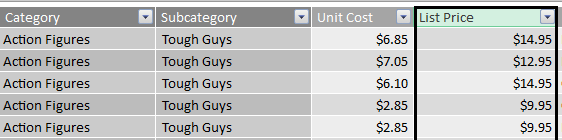 Category Subcategory Unit Cost List Price
Action Figures Tough Guys $6.85 $14.95
Action Figures Tough Guys $7.05 $12.95
Action Figures Tough Guys $6.10 $14.95
Action Figures Tough Guys $2.85 $9.95
Action Figures Tough Guys $2.85 $9.95